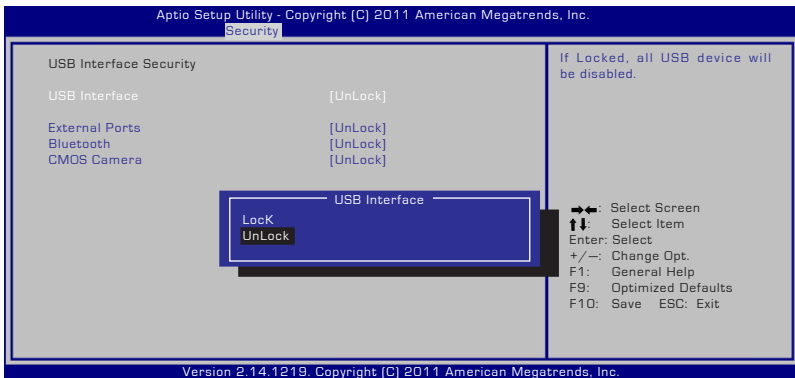 Aptio Setup Utility - Copyright (C) 2011 American Megatrends, Inc.
Security
USB Interface Security
USB Interface [UnLock]
External Ports [UnLock]
Bluetooth [UnLock]
CMOS Camera [UnLock]
USB Interface
LocK
UnLock
If Locked, all USB device will
be disabled.
→←: Select Screen
↑↓: Select Item
Enter: Select
+/—: Change Opt.
F1: General Help
F9: Optimized Defaults
F10: Save ESC: Exit
Version 2.14.1219. Copyright (C) 2011 American Megatrends, Inc.